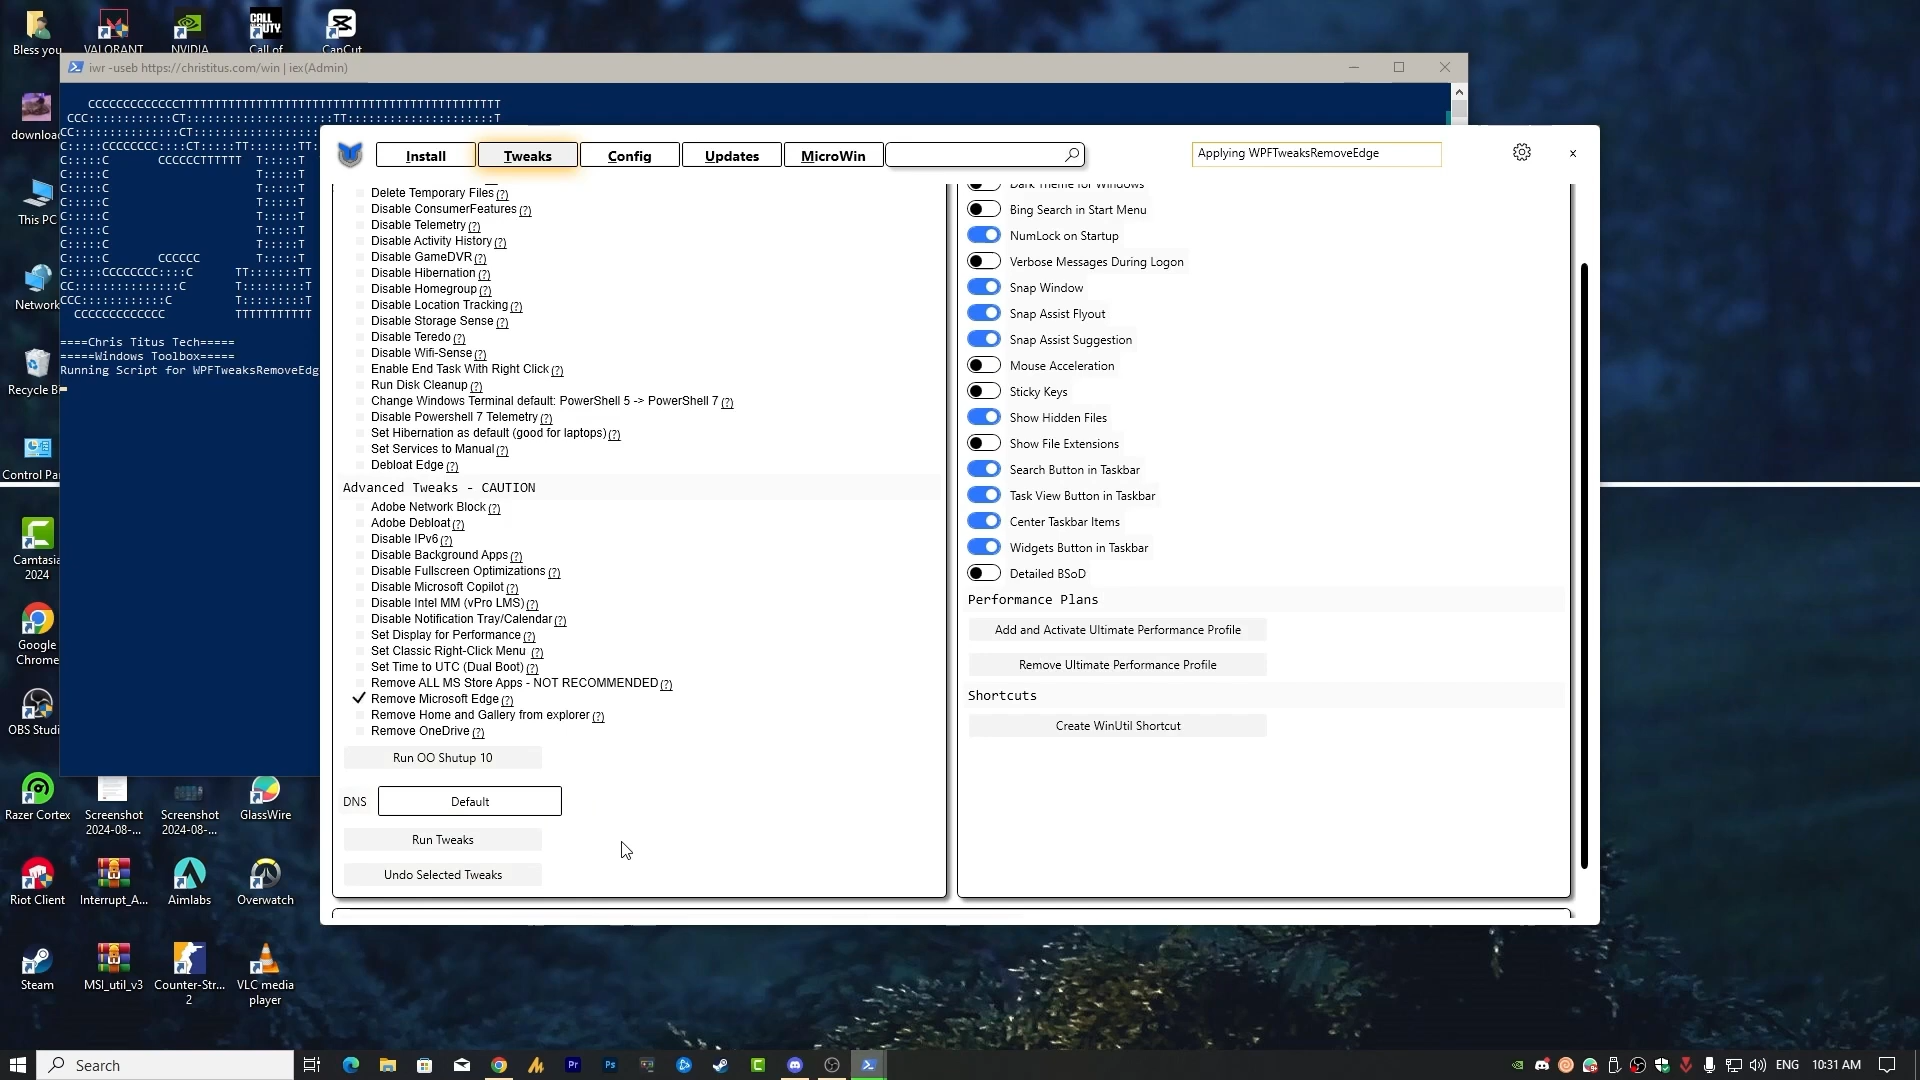 Bless you
VALORANT
NVIDIA
Call of
CapCut
iwr -useb https://christitus.com/win | iex(Admin)
CCCCCCCCCCCCCTTTTTTTTTTTTTTTTTTTTTTTTTTTTTTTTTTTTTTTTTTTTTT
CCC::::::::::::CT:::::::::::::::::::::TT:::::::::::::::::::::T
Install
Tweaks
Config
Updates
MicroWin
Applying WPFTweaksRemoveEdge
Delete Temporary Files (?)
Disable ConsumerFeatures (?)
Disable Telemetry (?)
Disable Activity History (?)
Disable GameDVR (?)
Disable Hibernation (?)
Disable Homegroup (?)
Disable Location Tracking (?)
Disable Storage Sense (?)
Disable Teredo (?)
Disable Wifi-Sense (?)
Enable End Task With Right Click (?)
Run Disk Cleanup (?)
Change Windows Terminal default: PowerShell 5 -> PowerShell 7 (?)
Disable Powershell 7 Telemetry (?)
Set Hibernation as default (good for laptops) (?)
Set Services to Manual (?)
Debloat Edge (?)
Advanced Tweaks - CAUTION
Adobe Network Block (?)
Adobe Debloat (?)
Disable IPv6 (?)
Disable Background Apps (?)
Disable Fullscreen Optimizations (?)
Disable Microsoft Copilot (?)
Disable Intel MM (vPro LMS) (?)
Disable Notification Tray/Calendar (?)
Set Display for Performance (?)
Set Classic Right-Click Menu (?)
Set Time to UTC (Dual Boot) (?)
Remove ALL MS Store Apps - NOT RECOMMENDED (?)
Remove Microsoft Edge (?)
Remove Home and Gallery from explorer (?)
Remove OneDrive (?)
Run OO Shutup 10
DNS
Default
Run Tweaks
Undo Selected Tweaks
Dark Theme for Windows
Bing Search in Start Menu
NumLock on Startup
Verbose Messages During Logon
Snap Window
Snap Assist Flyout
Snap Assist Suggestion
Mouse Acceleration
Sticky Keys
Show Hidden Files
Show File Extensions
Search Button in Taskbar
Task View Button in Taskbar
Center Taskbar Items
Widgets Button in Taskbar
Detailed BSoD
Performance Plans
Add and Activate Ultimate Performance Profile
Remove Ultimate Performance Profile
Shortcuts
Create WinUtil Shortcut
====Chris Titus Tech=====
=====Windows Toolbox=====
Running Script for WPFTweaksRemoveEdg
downloa
This PC
Network
Recycle B
Control Pa
Camtasia
2024
Google
Chrome
OBS Studi
Razer Cortex
Screenshot
2024-08-...
Screenshot
2024-08-...
GlassWire
Riot Client
Interrupt_A...
Aimlabs
Overwatch
Steam
MSI_util_v3
Counter-Str...
2
VLC media
player
Search
ENG
10:31 AM